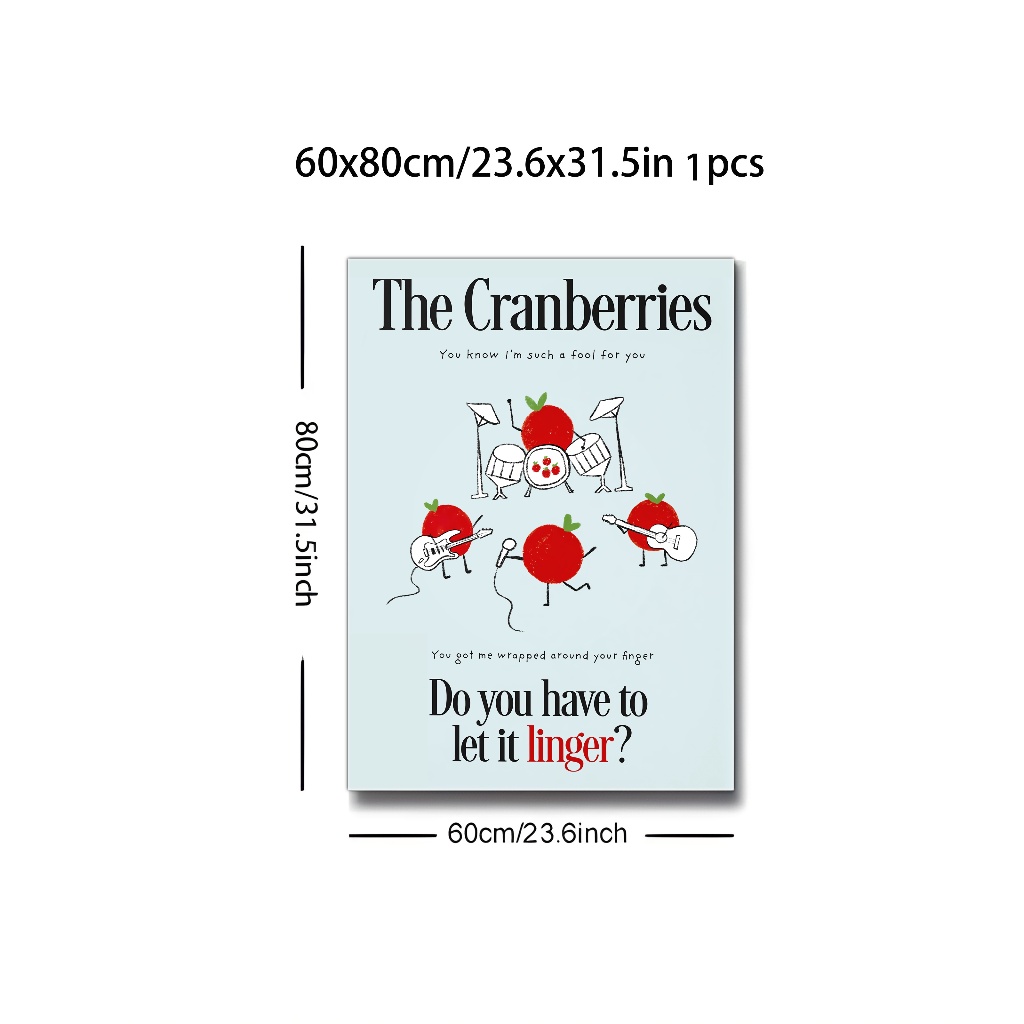 60x80cm/23.6x31.5in 1pcs
The Cranberries
You know i'm such a fool for you
80cm/31.5inch
You got me wrapped around your finger
Do you have to
let it linger?
60cm/23.6inch